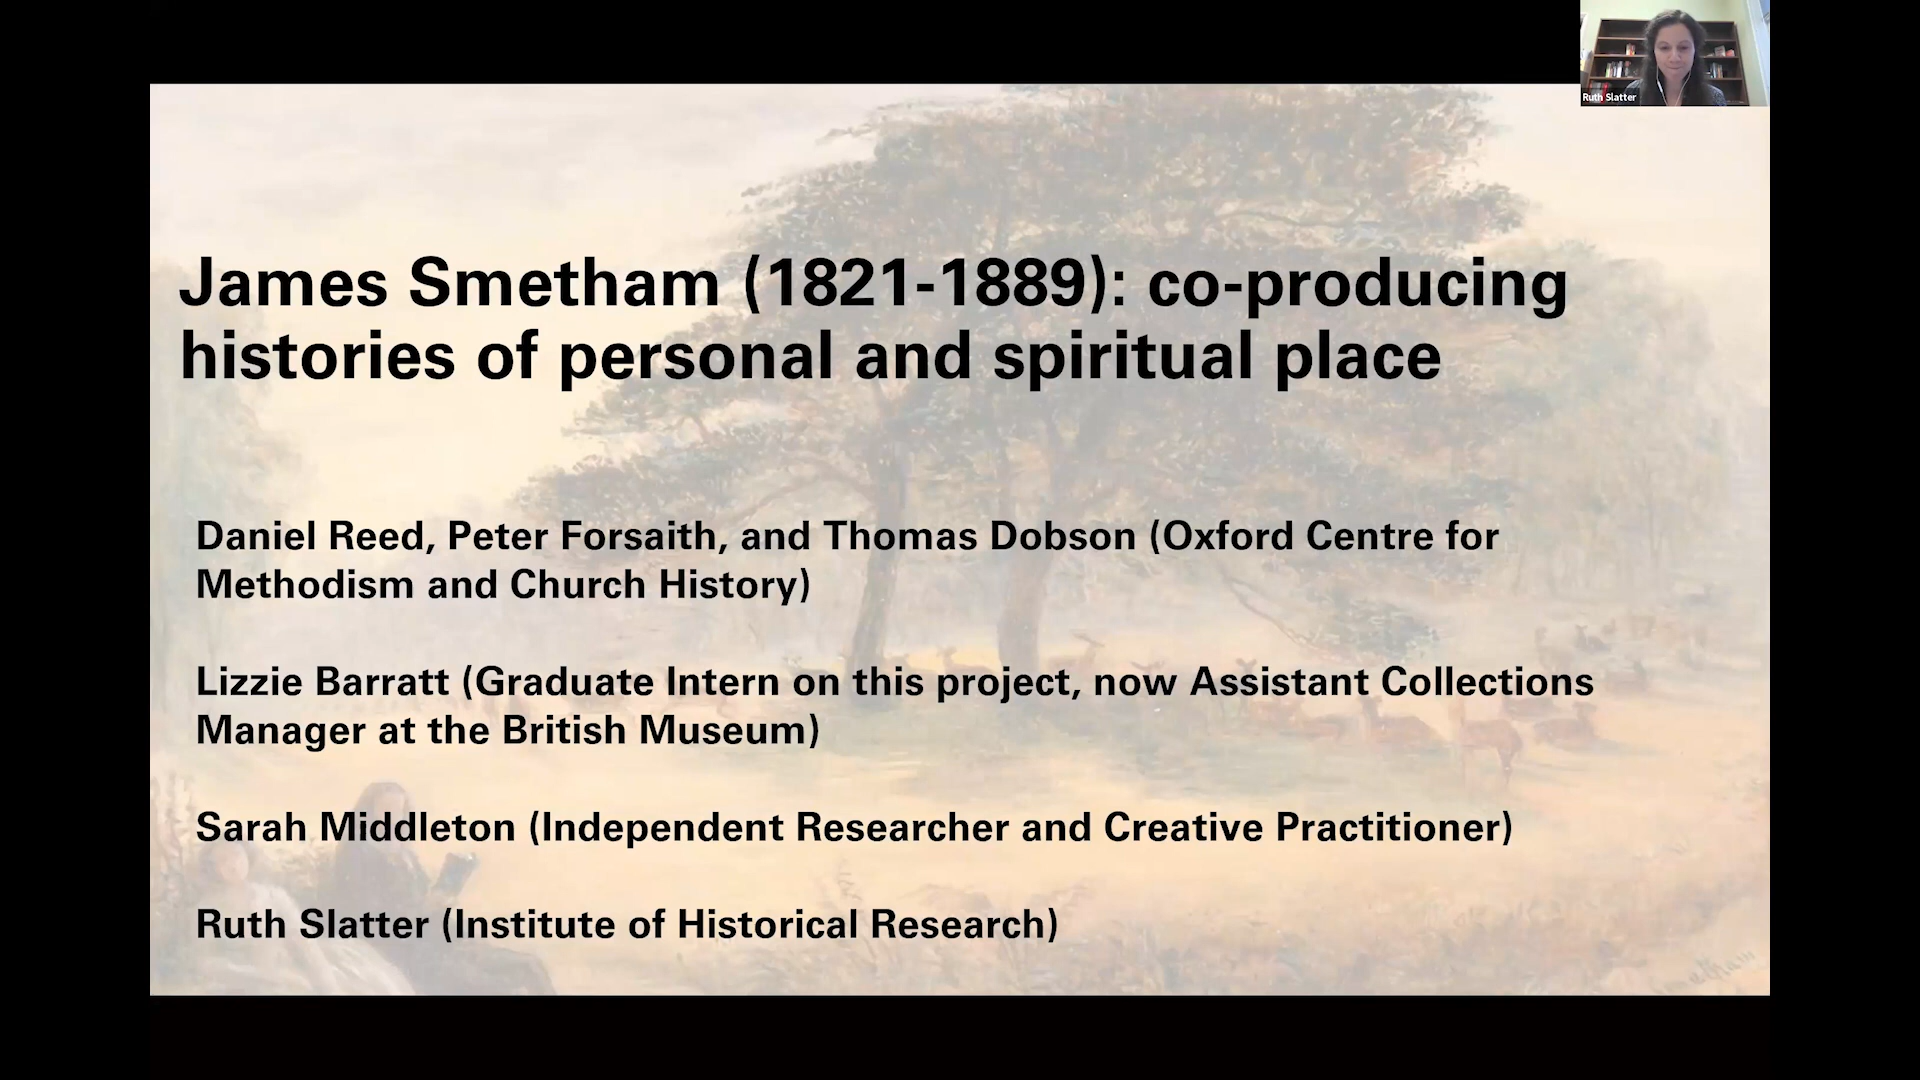 Ruth Slatter
James Smetham (1821-1889): co-producing
histories of personal and spiritual place
Daniel Reed, Peter Forsaith, and Thomas Dobson (Oxford Centre for
Methodism and Church History)
Lizzie Barratt (Graduate Intern on this project, now Assistant Collections
Manager at the British Museum)
Sarah Middleton (Independent Researcher and Creative Practitioner)
Ruth Slatter (Institute of Historical Research)